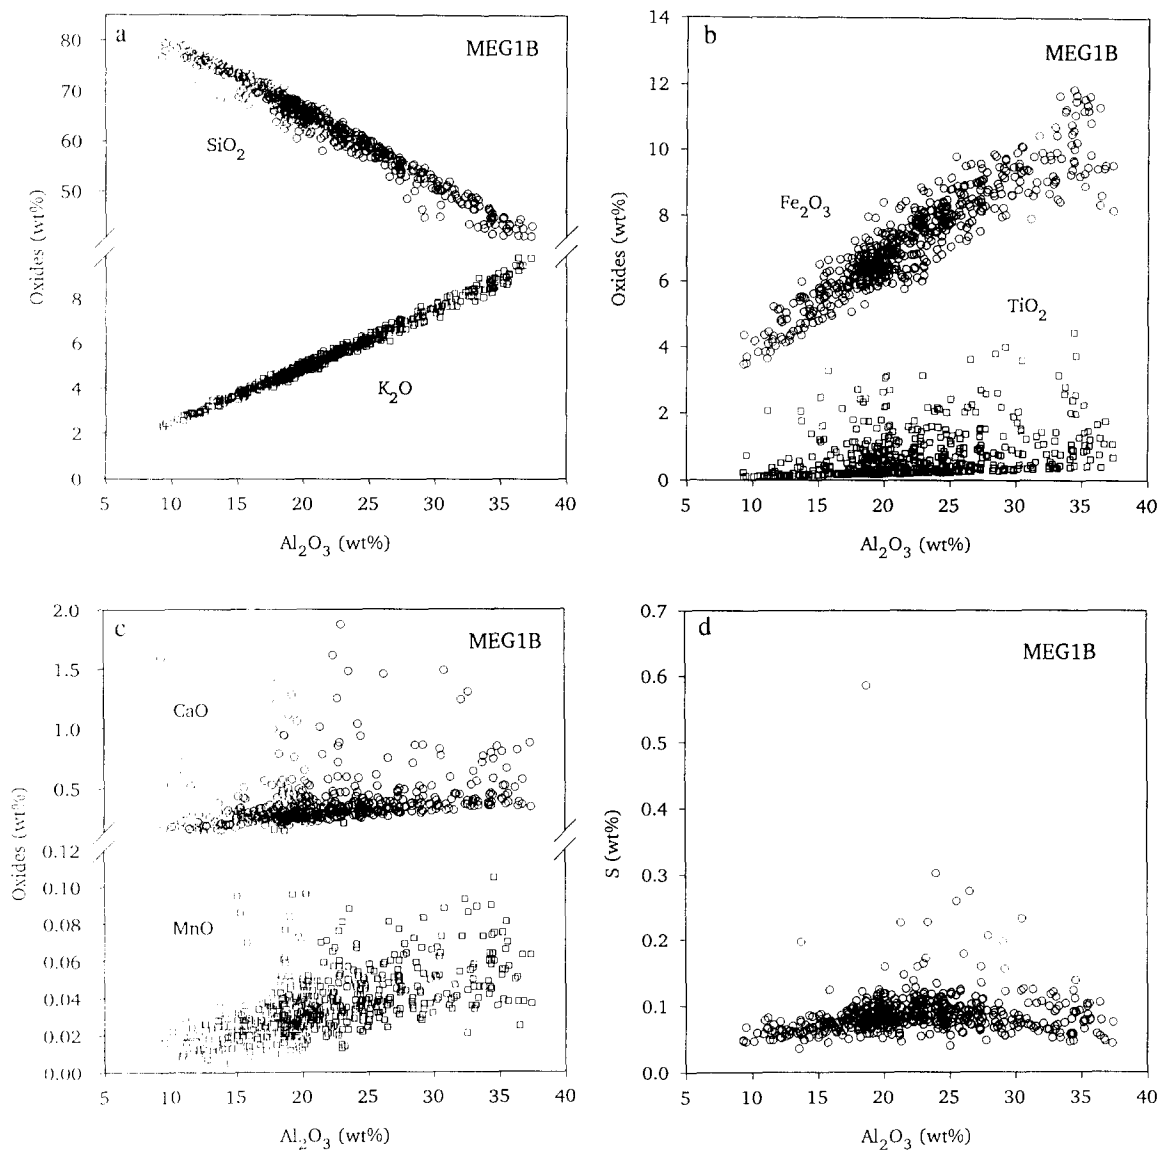 a
MEG1B
80
70
60
50
SiO2
Oxides (wt%)
8
6
4
2
0
K2O
5 10 15 20 25 30 35 40
Al2O3 (wt%)
b
MEG1B
14
12
10
8
6
4
2
0
Fe2O3
TiO2
Oxides (wt%)
5 10 15 20 25 30 35 40
Al2O3 (wt%)
c
MEG1B
2.0
1.5
1.0
0.5
CaO
Oxides (wt%)
0.12
0.10
0.08
0.06
0.04
0.02
0.00
MnO
5 10 15 20 25 30 35 40
Al2O3 (wt%)
d
MEG1B
0.7
0.6
0.5
0.4
0.3
0.2
0.1
0.0
S (wt%)
5 10 15 20 25 30 35 40
Al2O3 (wt%)